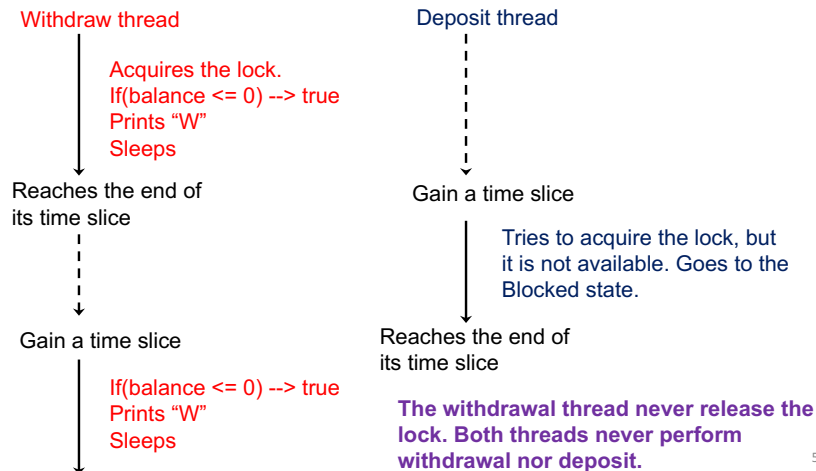 Withdraw thread
Acquires the lock.
If(balance <= 0) --> true
Prints “W”
Sleeps
Reaches the end of
its time slice
Gain a time slice
If(balance <= 0) --> true
Prints “W”
Sleeps
Deposit thread
Gain a time slice
Tries to acquire the lock, but
it is not available. Goes to the
Blocked state.
Reaches the end of
its time slice
The withdrawal thread never release the
lock. Both threads never perform
withdrawal nor deposit.